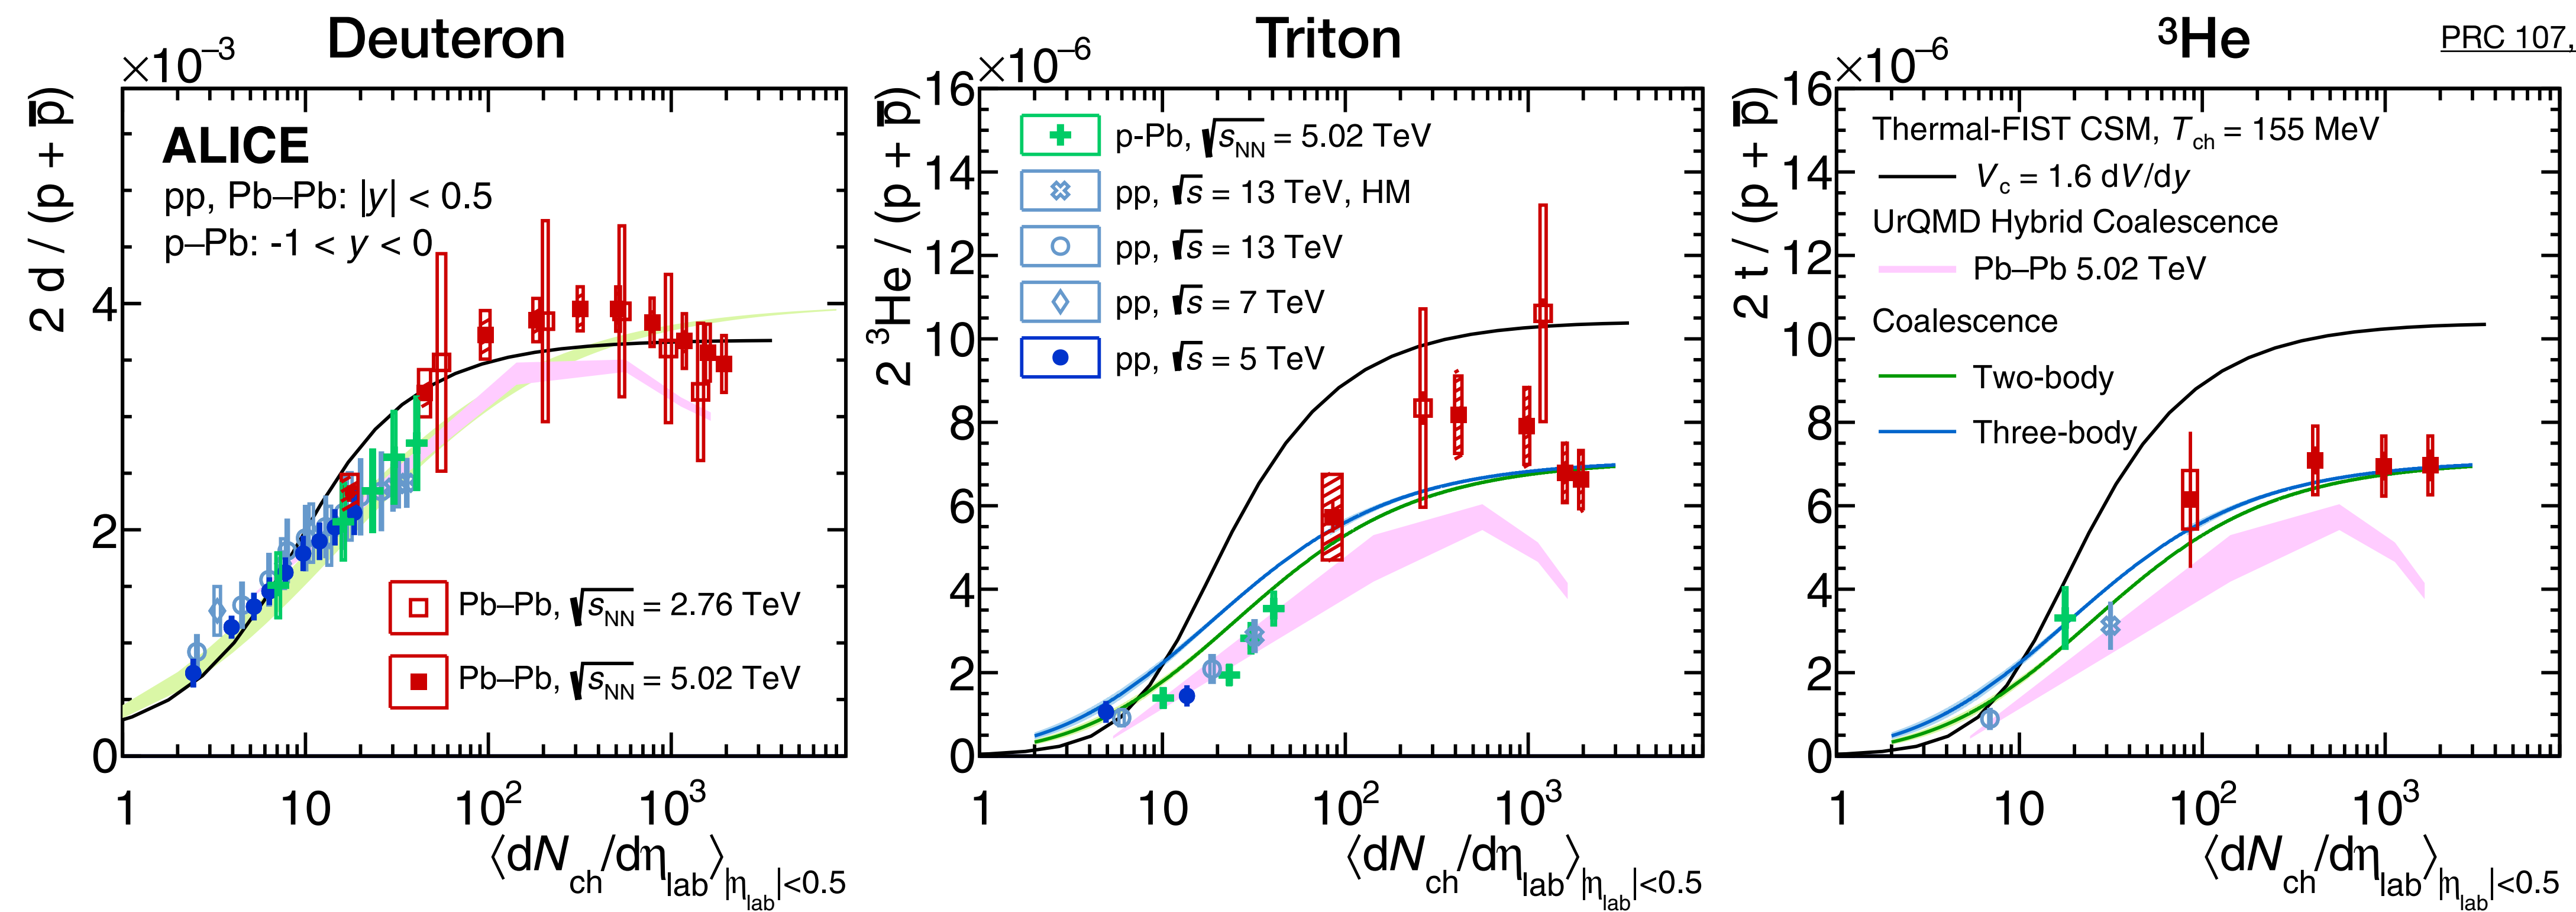 Deuteron
×10⁻³
2 d / (p + p̅)
ALICE
pp, Pb–Pb: |y| < 0.5
p–Pb: -1 < y < 0
Pb–Pb, √sNN = 2.76 TeV
Pb–Pb, √sNN = 5.02 TeV
4
2
0
1 10 10² 10³
⟨dNch/dηlab⟩|ηlab|<0.5
Triton
×10⁻⁶
2 ³He / (p + p̅)
p-Pb, √sNN = 5.02 TeV
pp, √s = 13 TeV, HM
pp, √s = 13 TeV
pp, √s = 7 TeV
pp, √s = 5 TeV
16
14
12
10
8
6
4
2
0
1 10 10² 10³
⟨dNch/dηlab⟩|ηlab|<0.5
³He
PRC 107,
×10⁻⁶
2 t / (p + p̅)
Thermal-FIST CSM, Tch = 155 MeV
Vc = 1.6 dV/dy
UrQMD Hybrid Coalescence
Pb–Pb 5.02 TeV
Coalescence
Two-body
Three-body
16
14
12
10
8
6
4
2
0
1 10 10² 10³
⟨dNch/dηlab⟩|ηlab|<0.5